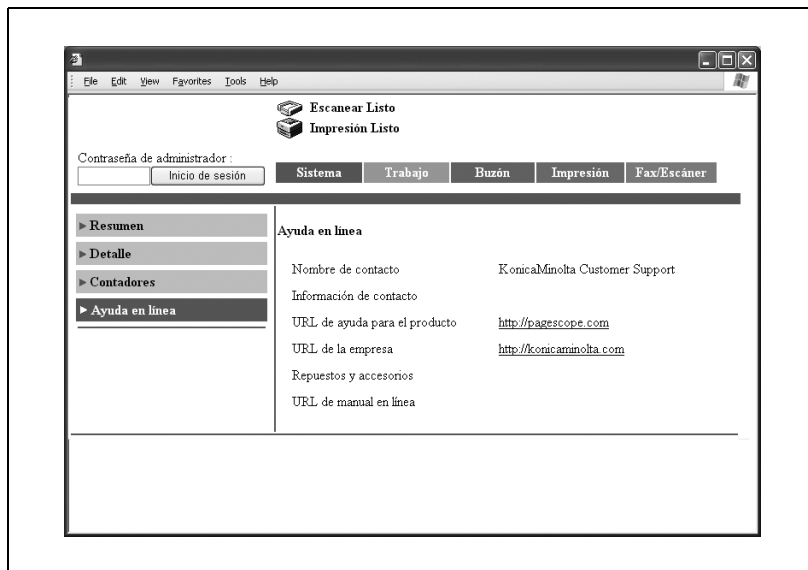 File Edit View Favorites Tools Help
Escanear Listo
Impresión Listo
Contraseña de administrador :
Inicio de sesión
Sistema Trabajo Buzón Impresión Fax/Escáner
Resumen
Detalle
Contadores
Ayuda en línea
Ayuda en línea
Nombre de contacto KonicaMinolta Customer Support
Información de contacto
URL de ayuda para el producto http://pagescope.com
URL de la empresa http://konicaminolta.com
Repuestos y accesorios
URL de manual en línea